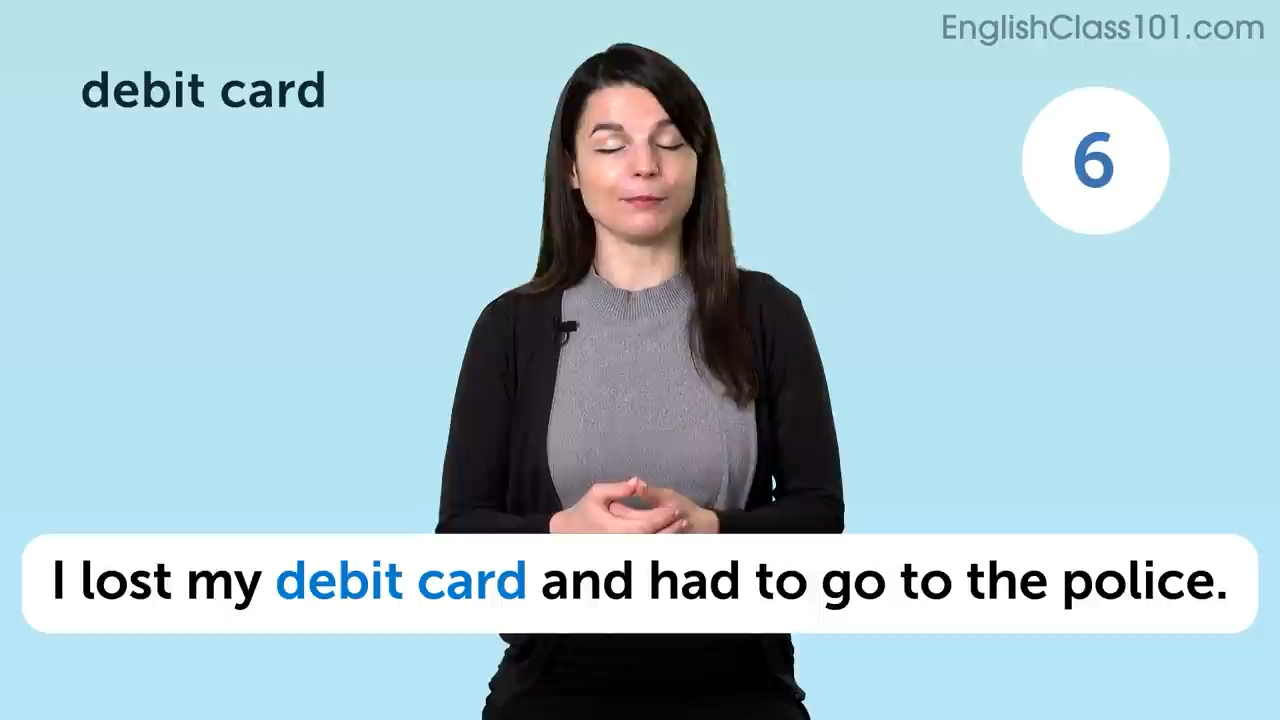 EnglishClass101.com
debit card
6
I lost my debit card and had to go to the police.